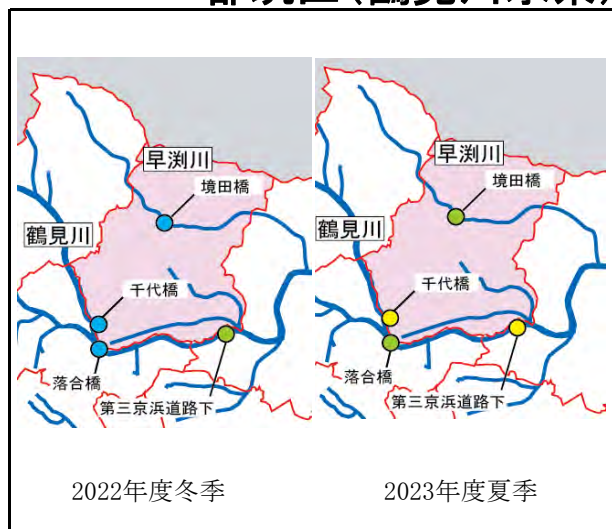 早渕川
境田橋
鶴見川
千代橋
落合橋
第三京浜道路下
2022年度冬季
早渕川
境田橋
鶴見川
千代橋
落合橋
第三京浜道路下
2023年度夏季